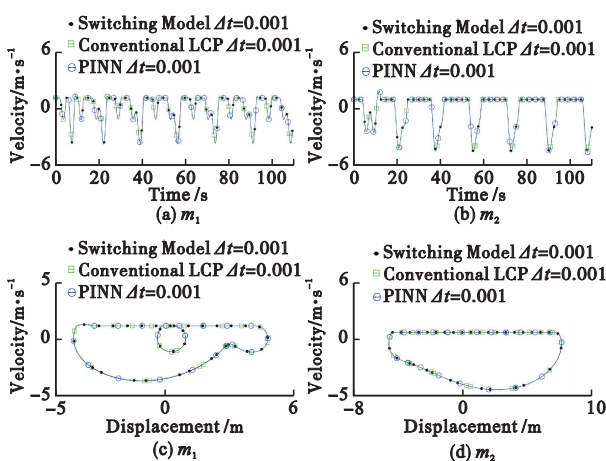 Switching Model Δt=0.001
Conventional LCP Δt=0.001
PINN Δt=0.001
Velocity/m·s⁻¹
6
0
−6
0 20 40 60 80 100
Time /s
(a) m₁
Switching Model Δt=0.001
Conventional LCP Δt=0.001
PINN Δt=0.001
Velocity/m·s⁻¹
6
0
−6
0 20 40 60 80 100
Time /s
(b) m₂
Switching Model Δt=0.001
Conventional LCP Δt=0.001
PINN Δt=0.001
Velocity/m·s⁻¹
5
0
−5
−5 0 6
Displacement /m
(c) m₁
Switching Model Δt=0.001
Conventional LCP Δt=0.001
PINN Δt=0.001
Velocity/m·s⁻¹
6
0
−5
−8 0 10
Displacement /m
(d) m₂